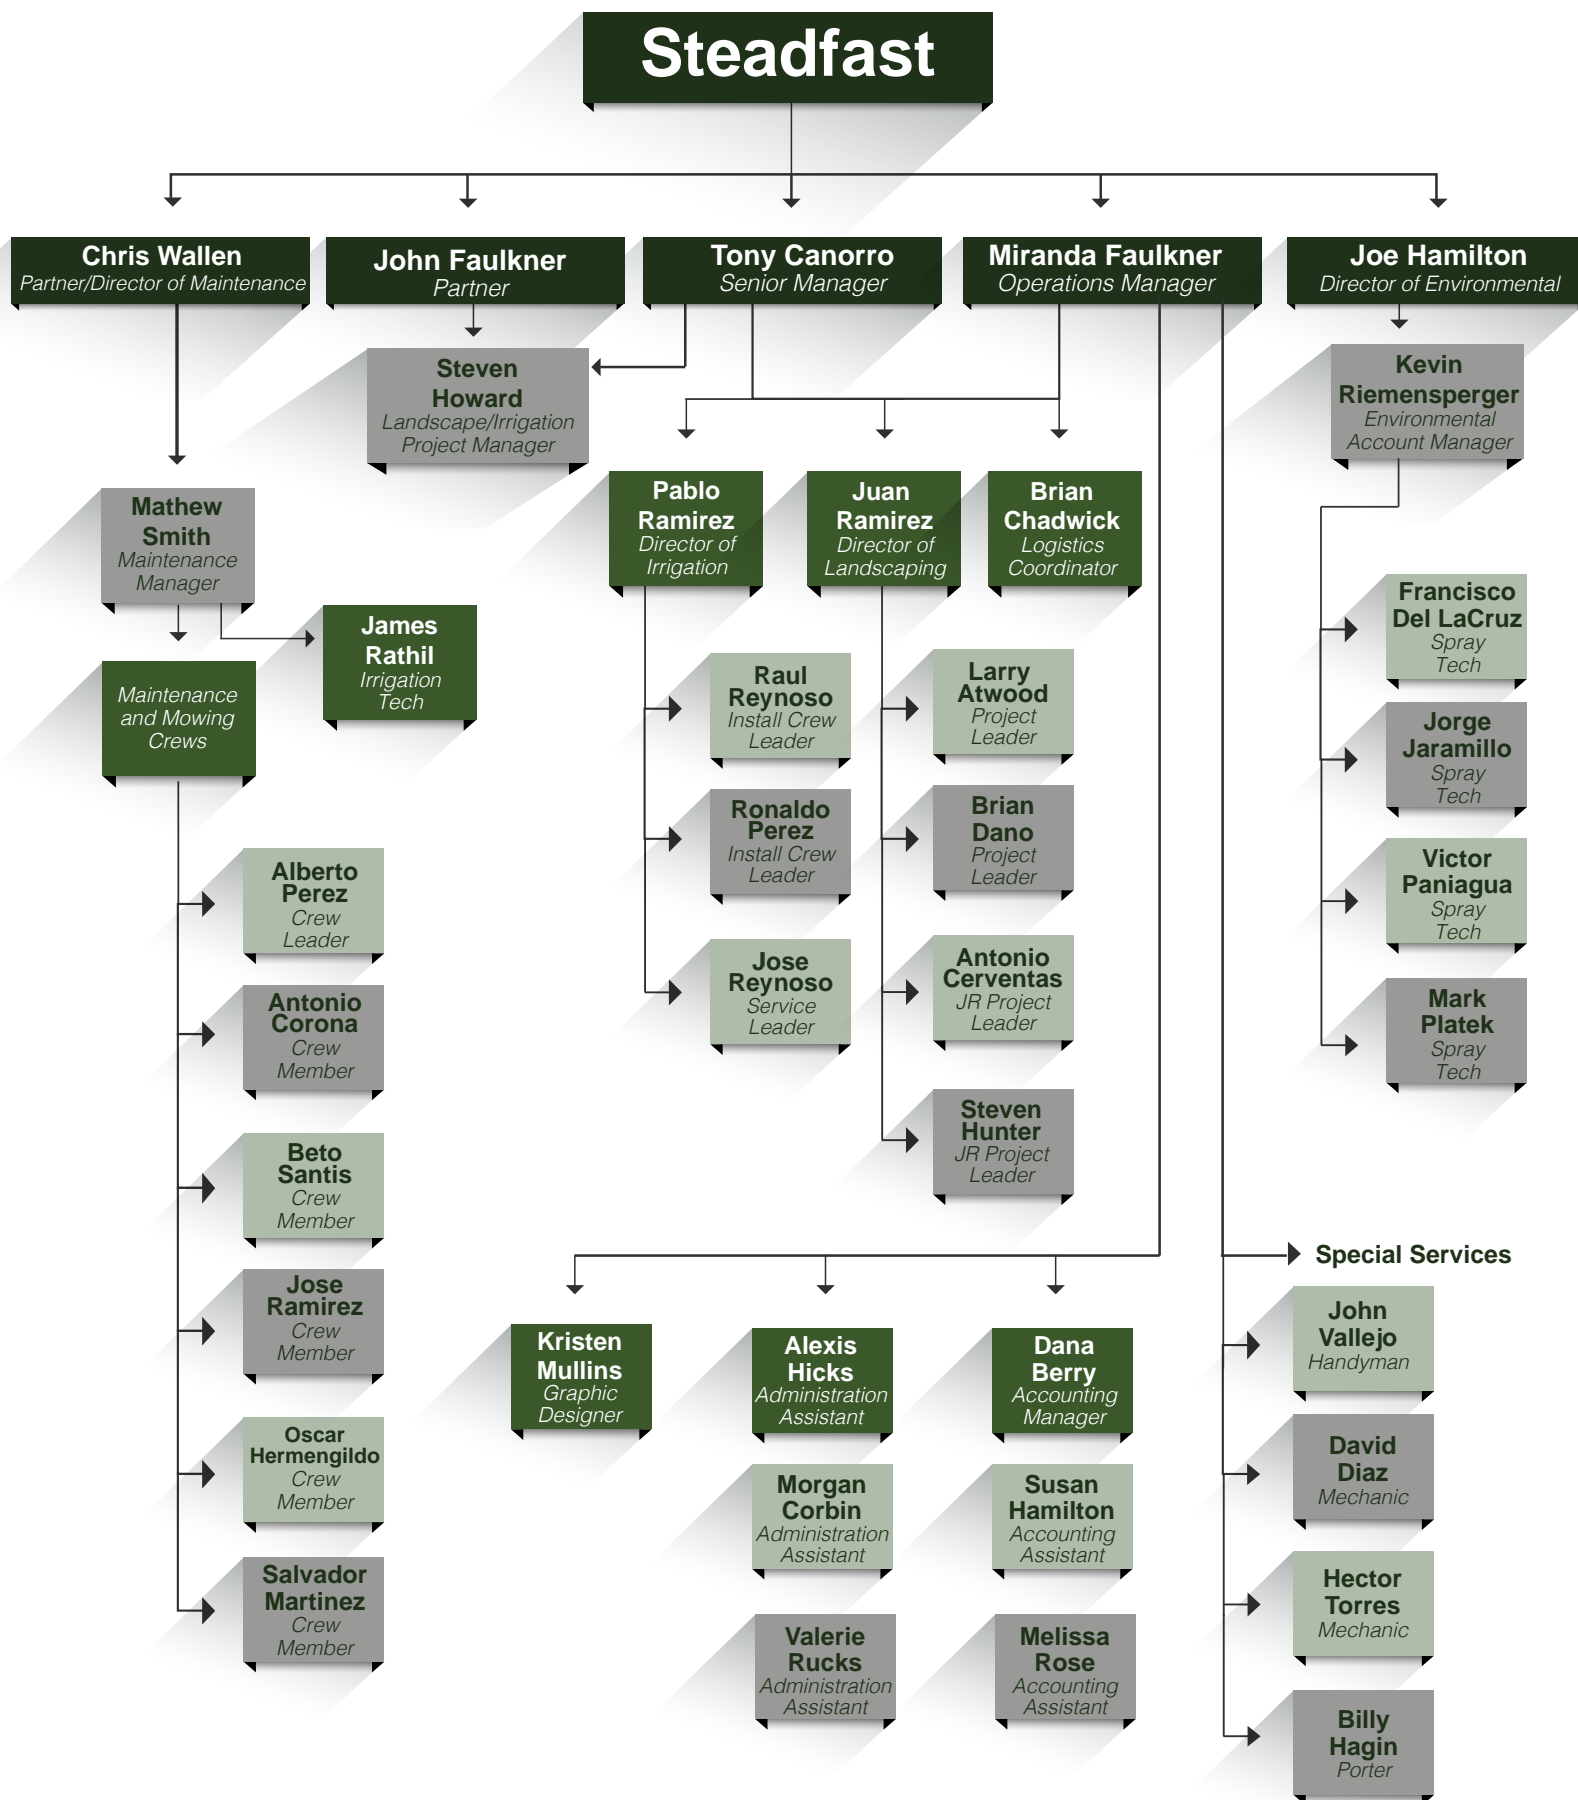 Steadfast
Chris Wallen
Partner/Director of Maintenance
John Faulkner
Partner
Tony Canorro
Senior Manager
Miranda Faulkner
Operations Manager
Joe Hamilton
Director of Environmental
Steven
Howard
Landscape/Irrigation
Project Manager
Kevin
Riemensperger
Environmental
Account Manager
Mathew
Smith
Maintenance
Manager
Pablo
Ramirez
Director of
Irrigation
Juan
Ramirez
Director of
Landscaping
Brian
Chadwick
Logistics
Coordinator
James
Rathil
Irrigation
Tech
Maintenance
and Mowing
Crews
Francisco
Del LaCruz
Spray
Tech
Jorge
Jaramillo
Spray
Tech
Victor
Paniagua
Spray
Tech
Mark
Platek
Spray
Tech
Raul
Reynoso
Install Crew
Leader
Ronaldo
Perez
Install Crew
Leader
Jose
Reynoso
Service
Leader
Larry
Atwood
Project
Leader
Brian
Dano
Project
Leader
Antonio
Cerventas
JR Project
Leader
Steven
Hunter
JR Project
Leader
Alberto
Perez
Crew
Leader
Antonio
Corona
Crew
Member
Beto
Santis
Crew
Member
Jose
Ramirez
Crew
Member
Oscar
Hermengildo
Crew
Member
Salvador
Martinez
Crew
Member
Kristen
Mullins
Graphic
Designer
Alexis
Hicks
Administration
Assistant
Morgan
Corbin
Administration
Assistant
Valerie
Rucks
Administration
Assistant
Dana
Berry
Accounting
Manager
Susan
Hamilton
Accounting
Assistant
Melissa
Rose
Accounting
Assistant
Special Services
John
Vallejo
Handyman
David
Diaz
Mechanic
Hector
Torres
Mechanic
Billy
Hagin
Porter